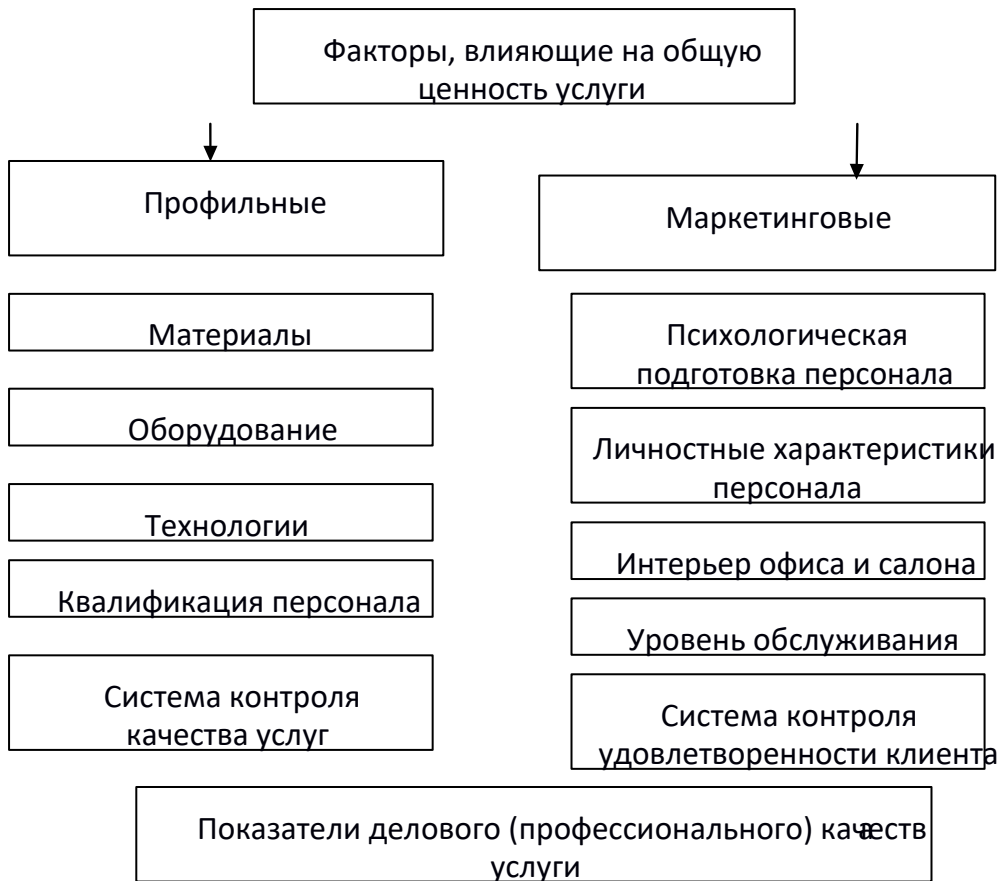 Факторы, влияющие на общую
ценность услуги
Профильные
Маркетинговые
Материалы
Оборудование
Технологии
Квалификация персонала
Система контроля
качества услуг
Психологическая
подготовка персонала
Личностные характеристики
персонала
Интерьер офиса и салона
Уровень обслуживания
Система контроля
удовлетворенности клиента
Показатели делового (профессионального) качеств
услуги